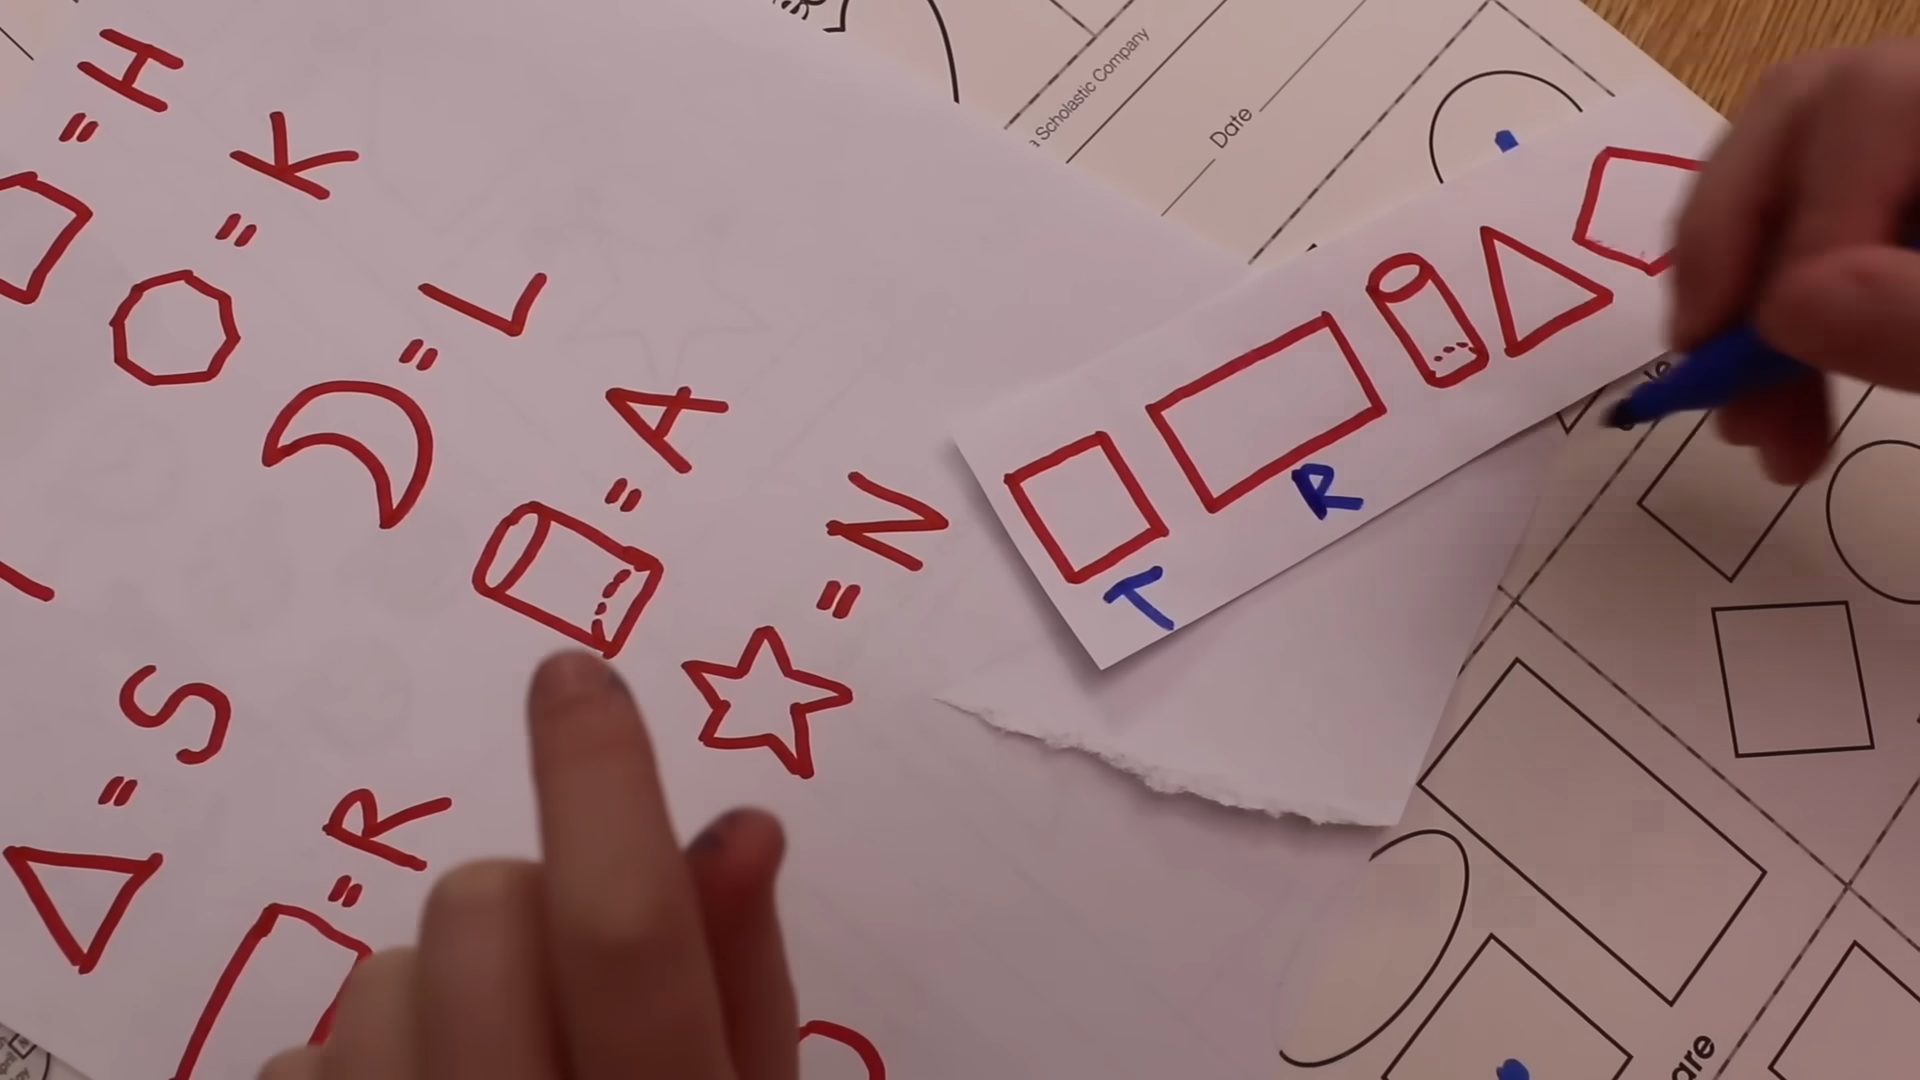 = H
= K
= L
= A
= N
= S
= R
T R
a Scholastic Company
Date